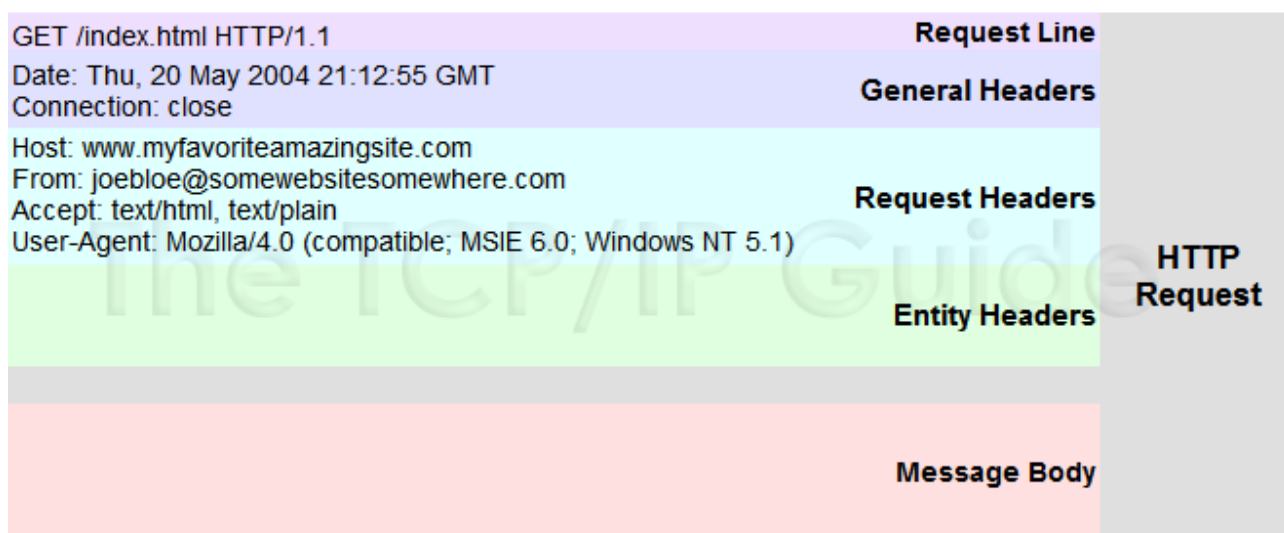 GET /index.html HTTP/1.1 Request Line
Date: Thu, 20 May 2004 21:12:55 GMT
Connection: close
General Headers
Host: www.myfavoriteamazingsite.com
From: joebloe@somewebsitesomewhere.com
Accept: text/html, text/plain
User-Agent: Mozilla/4.0 (compatible; MSIE 6.0; Windows NT 5.1)
Request Headers
The TCP/IP Guide
Entity Headers
Message Body
HTTP
Request